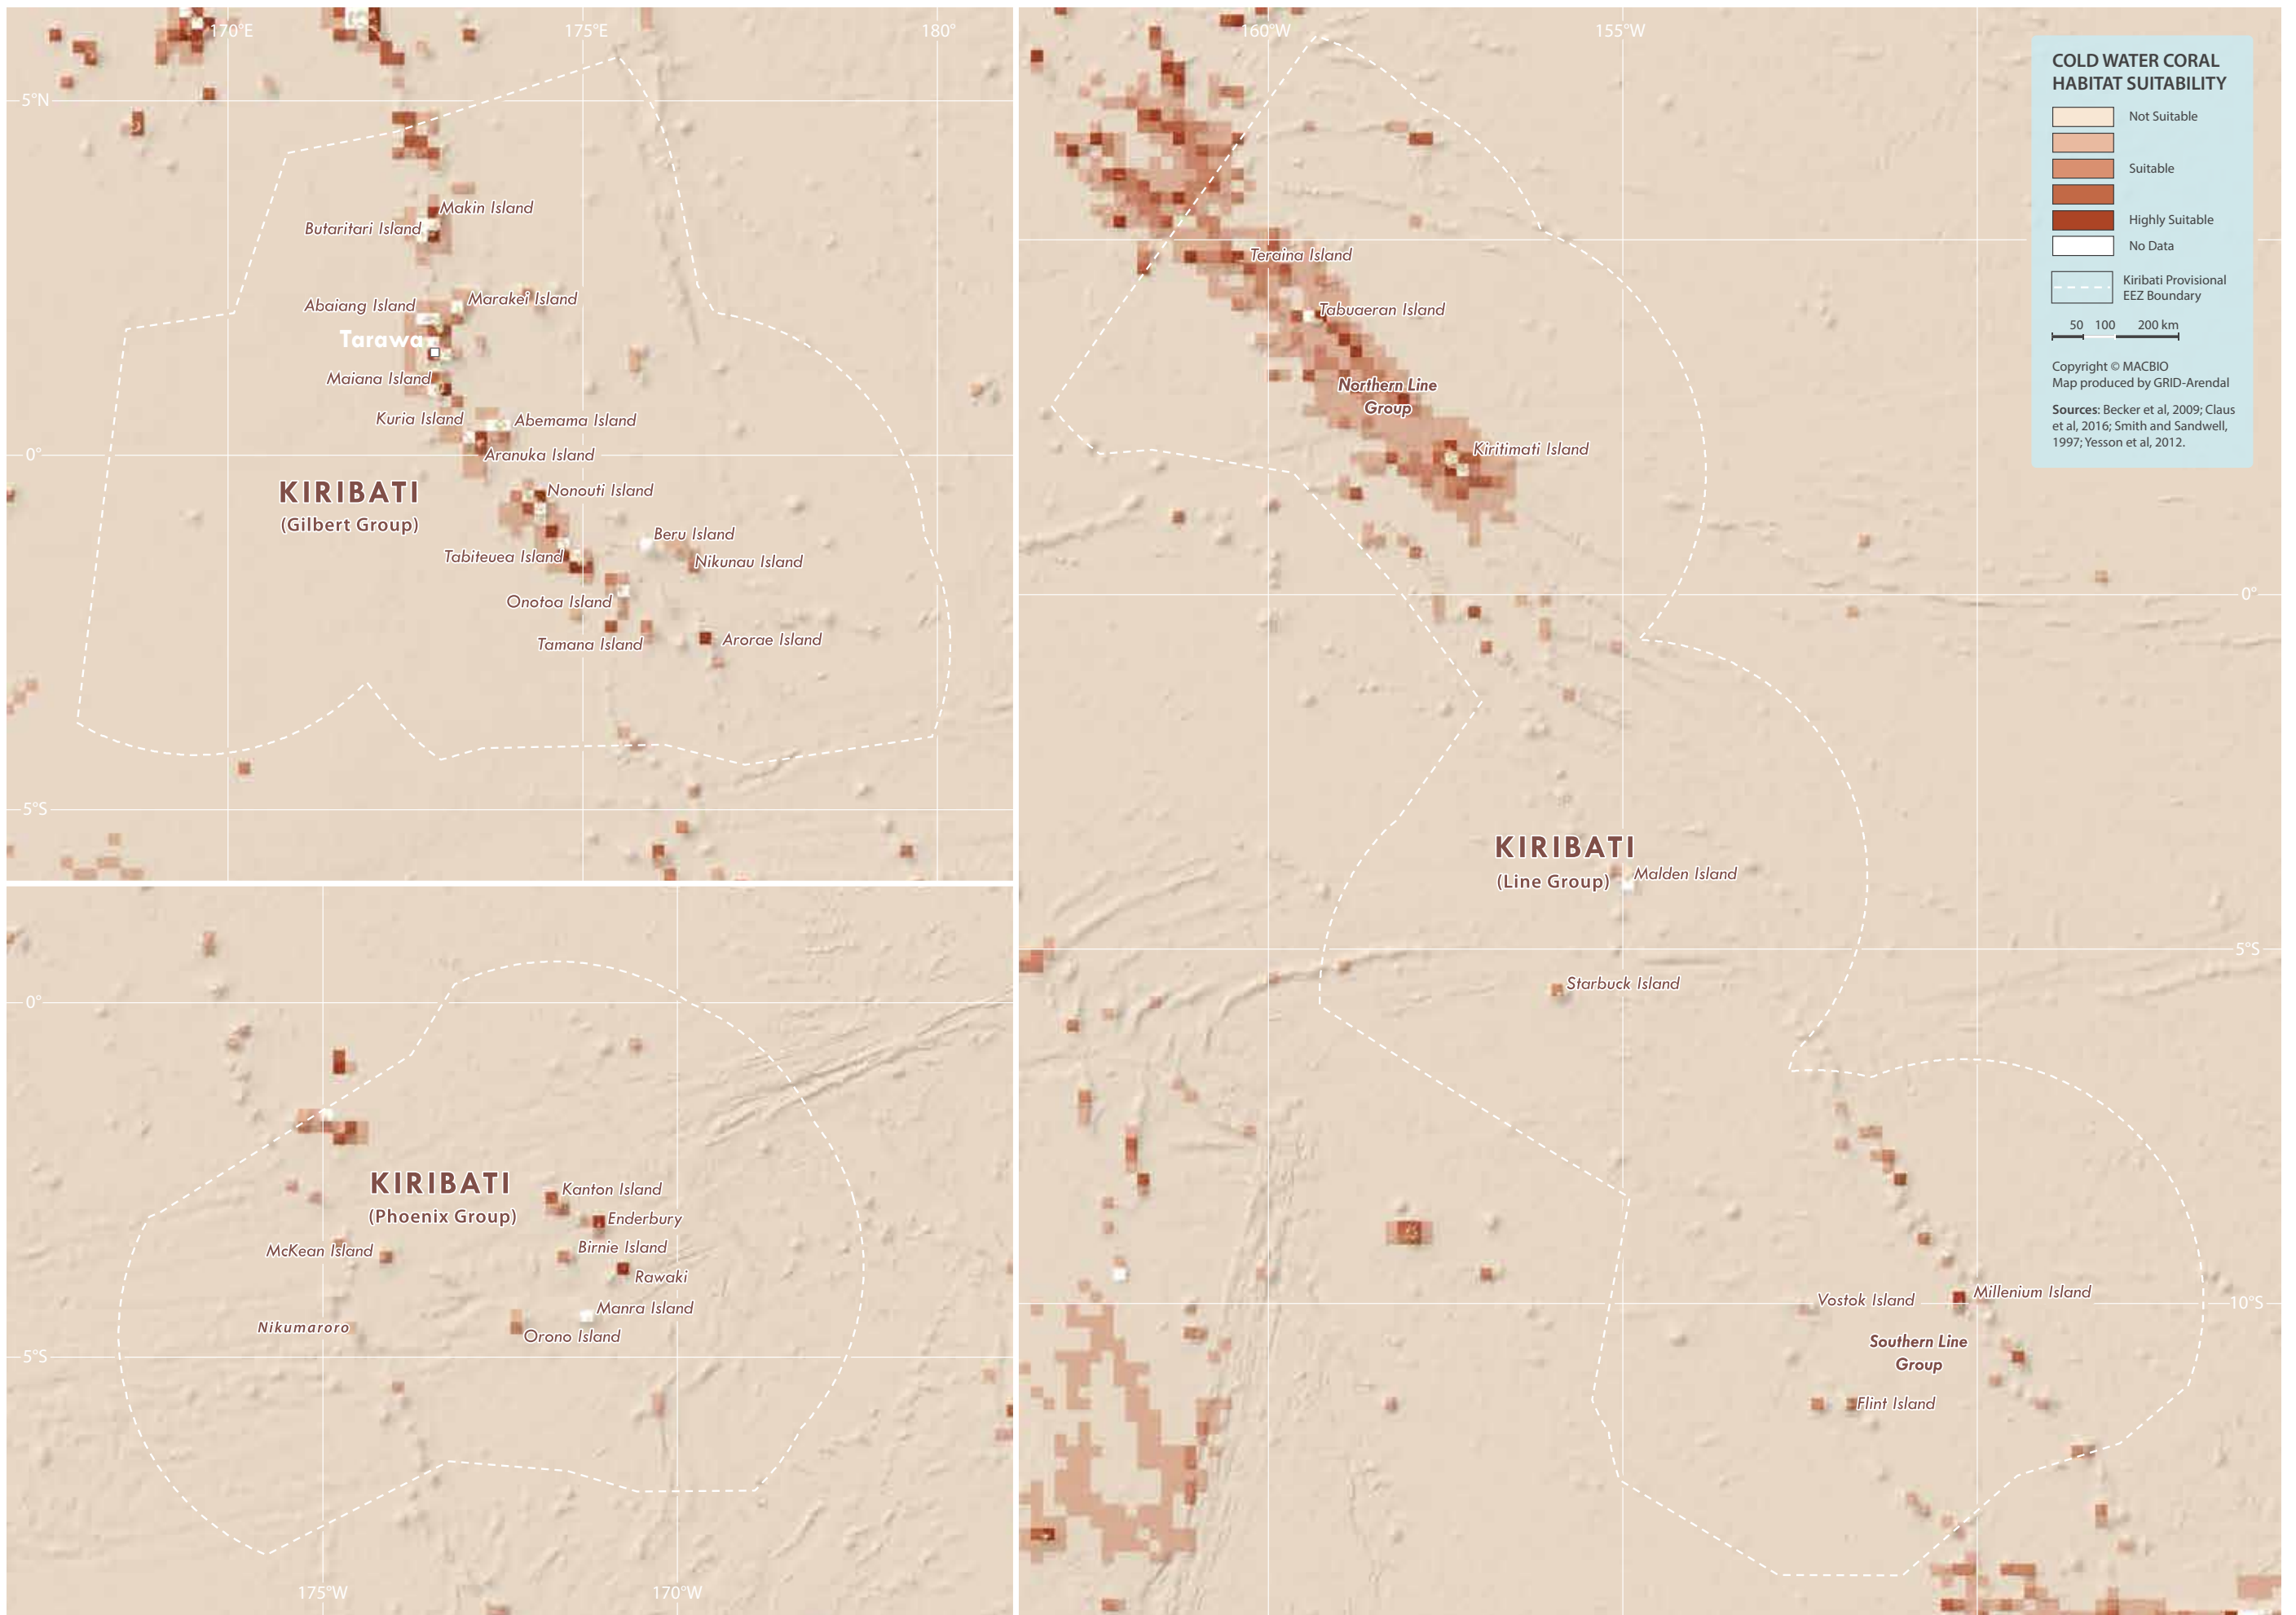 170°E
175°E
180°
5°N
Makin Island
Butaritari Island
Abaiang Island
Marakei Island
Tarawa
Maiana Island
Kuria Island
Abemama Island
0°
Aranuka Island
KIRIBATI
(Gilbert Group)
Nonouti Island
Beru Island
Tabiteuea Island
Nikunau Island
Onotoa Island
Tamana Island
Arorae Island
5°S
0°
KIRIBATI
(Phoenix Group)
Kanton Island
Enderbury
Birnie Island
McKean Island
Rawaki
Manra Island
Nikumaroro
Orono Island
5°S
175°W
170°W
160°W
155°W
Teraina Island
Tabuaeran Island
Northern Line
Group
Kiritimati Island
0°
KIRIBATI
(Line Group)
Malden Island
5°S
Starbuck Island
Vostok Island
Millenium Island
10°S
Southern Line
Group
Flint Island
COLD WATER CORAL
HABITAT SUITABILITY
Not Suitable
Suitable
Highly Suitable
No Data
Kiribati Provisional
EEZ Boundary
50 100 200 km
Copyright © MACBIO
Map produced by GRID-Arendal
Sources: Becker et al, 2009; Claus
et al, 2016; Smith and Sandwell,
1997; Yesson et al, 2012.